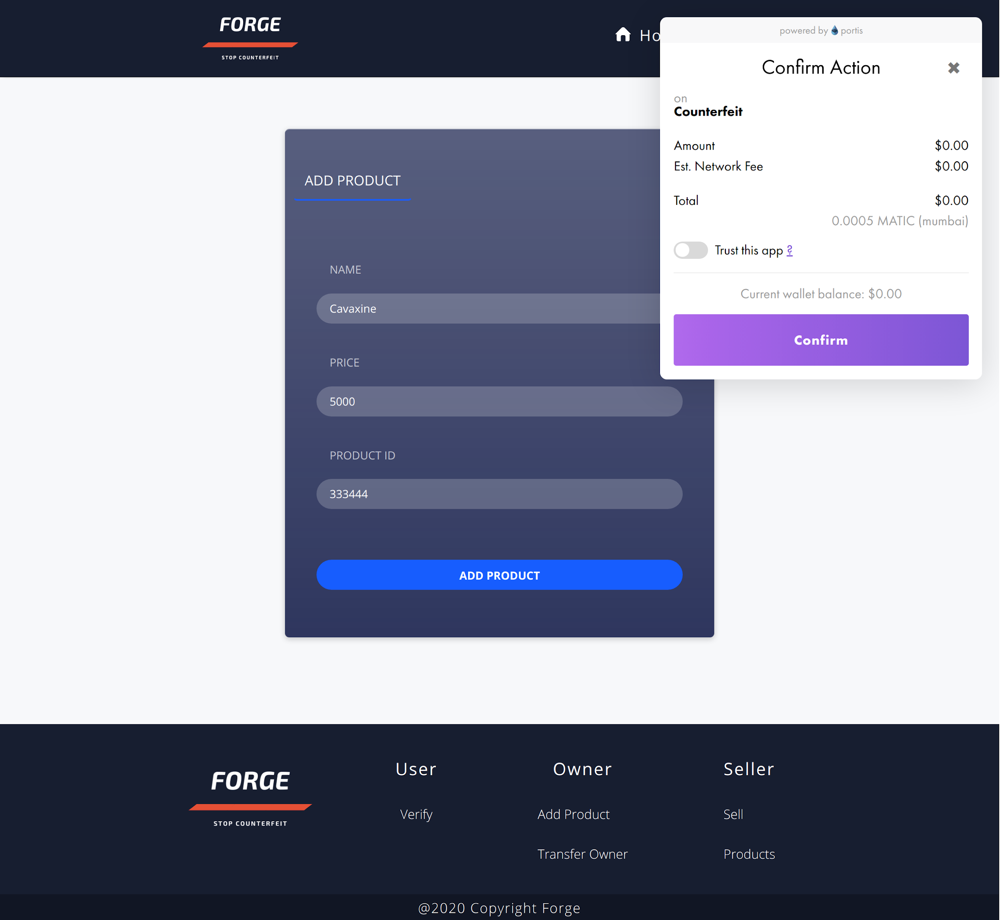 FORGE
STOP COUNTERFEIT
Ho
powered by portis
Confirm Action
on
Counterfeit
Amount $0.00
Est. Network Fee $0.00
Total $0.00
0.0005 MATIC (mumbai)
Trust this app ?
Current wallet balance: $0.00
Confirm
ADD PRODUCT
NAME
Cavaxine
PRICE
5000
PRODUCT ID
333444
ADD PRODUCT
FORGE
STOP COUNTERFEIT
User
Verify
Owner
Add Product
Transfer Owner
Seller
Sell
Products
@2020 Copyright Forge